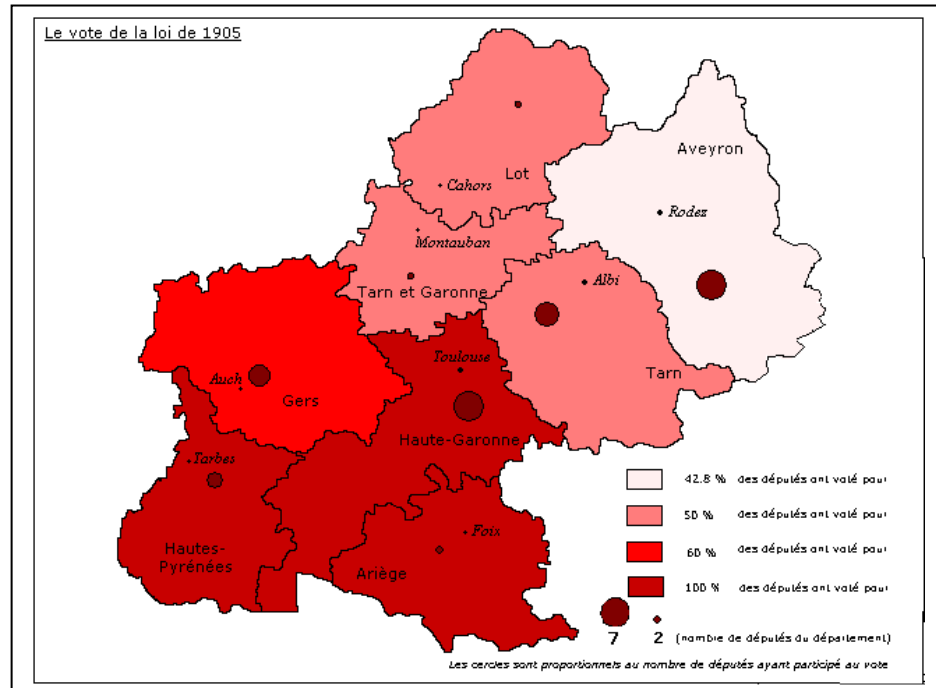 Le vote de la loi de 1905
Aveyron
Lot
Cahors
Rodez
Montauban
Albi
Tarn et Garonne
Toulouse
Tarn
Auch
Gers
Haute-Garonne
Tarbes
42.8 % des députés ont voté pour
50 % des députés ont voté pour
Foix
Hautes-
Pyrénées
60 % des députés ont voté pour
Ariège
100 % des députés ont voté pour
7 2 (nombre de députés du département)
Les cercles sont proportionnels au nombre de députés ayant participé au vote